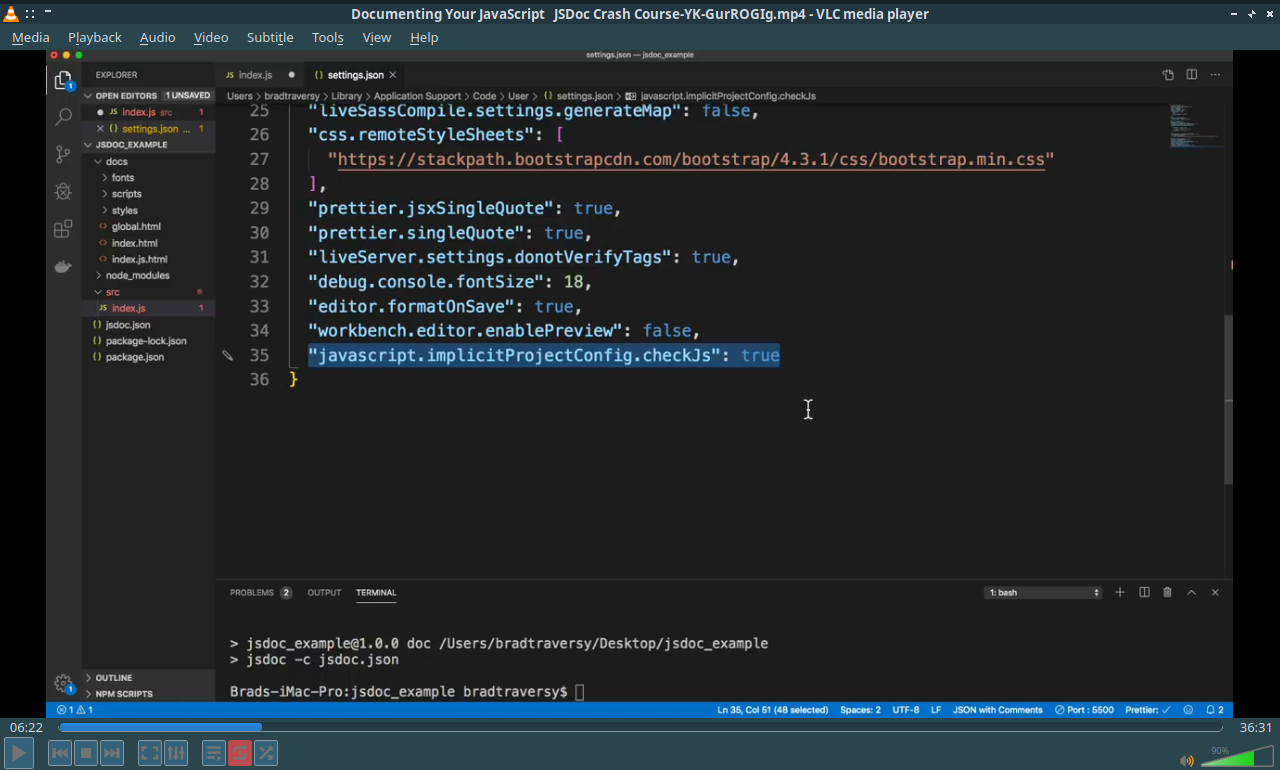 Documenting Your JavaScript  JSDoc Crash Course-YK-GurROGIg.mp4 - VLC media player
Media Playback Audio Video Subtitle Tools View Help
settings.json — jsdoc_example
EXPLORER
OPEN EDITORS 1 UNSAVED
index.js src 1
settings.json ... 1
JSDOC_EXAMPLE
docs
fonts
scripts
styles
global.html
index.html
index.js.html
node_modules
src
JS index.js 1
jsdoc.json
package-lock.json
package.json
OUTLINE
NPM SCRIPTS
JS index.js
{} settings.json
Users > bradtraversy > Library > Application Support > Code > User > {} settings.json > javascript.implicitProjectConfig.checkJs
25 "liveSassCompile.settings.generateMap": false,
26 "css.remoteStyleSheets": [
27 "https://stackpath.bootstrapcdn.com/bootstrap/4.3.1/css/bootstrap.min.css"
28 ],
29 "prettier.jsxSingleQuote": true,
30 "prettier.singleQuote": true,
31 "liveServer.settings.donotVerifyTags": true,
32 "debug.console.fontSize": 18,
33 "editor.formatOnSave": true,
34 "workbench.editor.enablePreview": false,
35 "javascript.implicitProjectConfig.checkJs": true
36 }
PROBLEMS 2 OUTPUT TERMINAL 1: bash
> jsdoc_example@1.0.0 doc /Users/bradtraversy/Desktop/jsdoc_example
> jsdoc -c jsdoc.json
Brads-iMac-Pro:jsdoc_example bradtraversy$
1 1 Ln 35, Col 51 (48 selected) Spaces: 2 UTF-8 LF JSON with Comments Port : 5500 Prettier: ✓ 2
06:22 36:31
90%